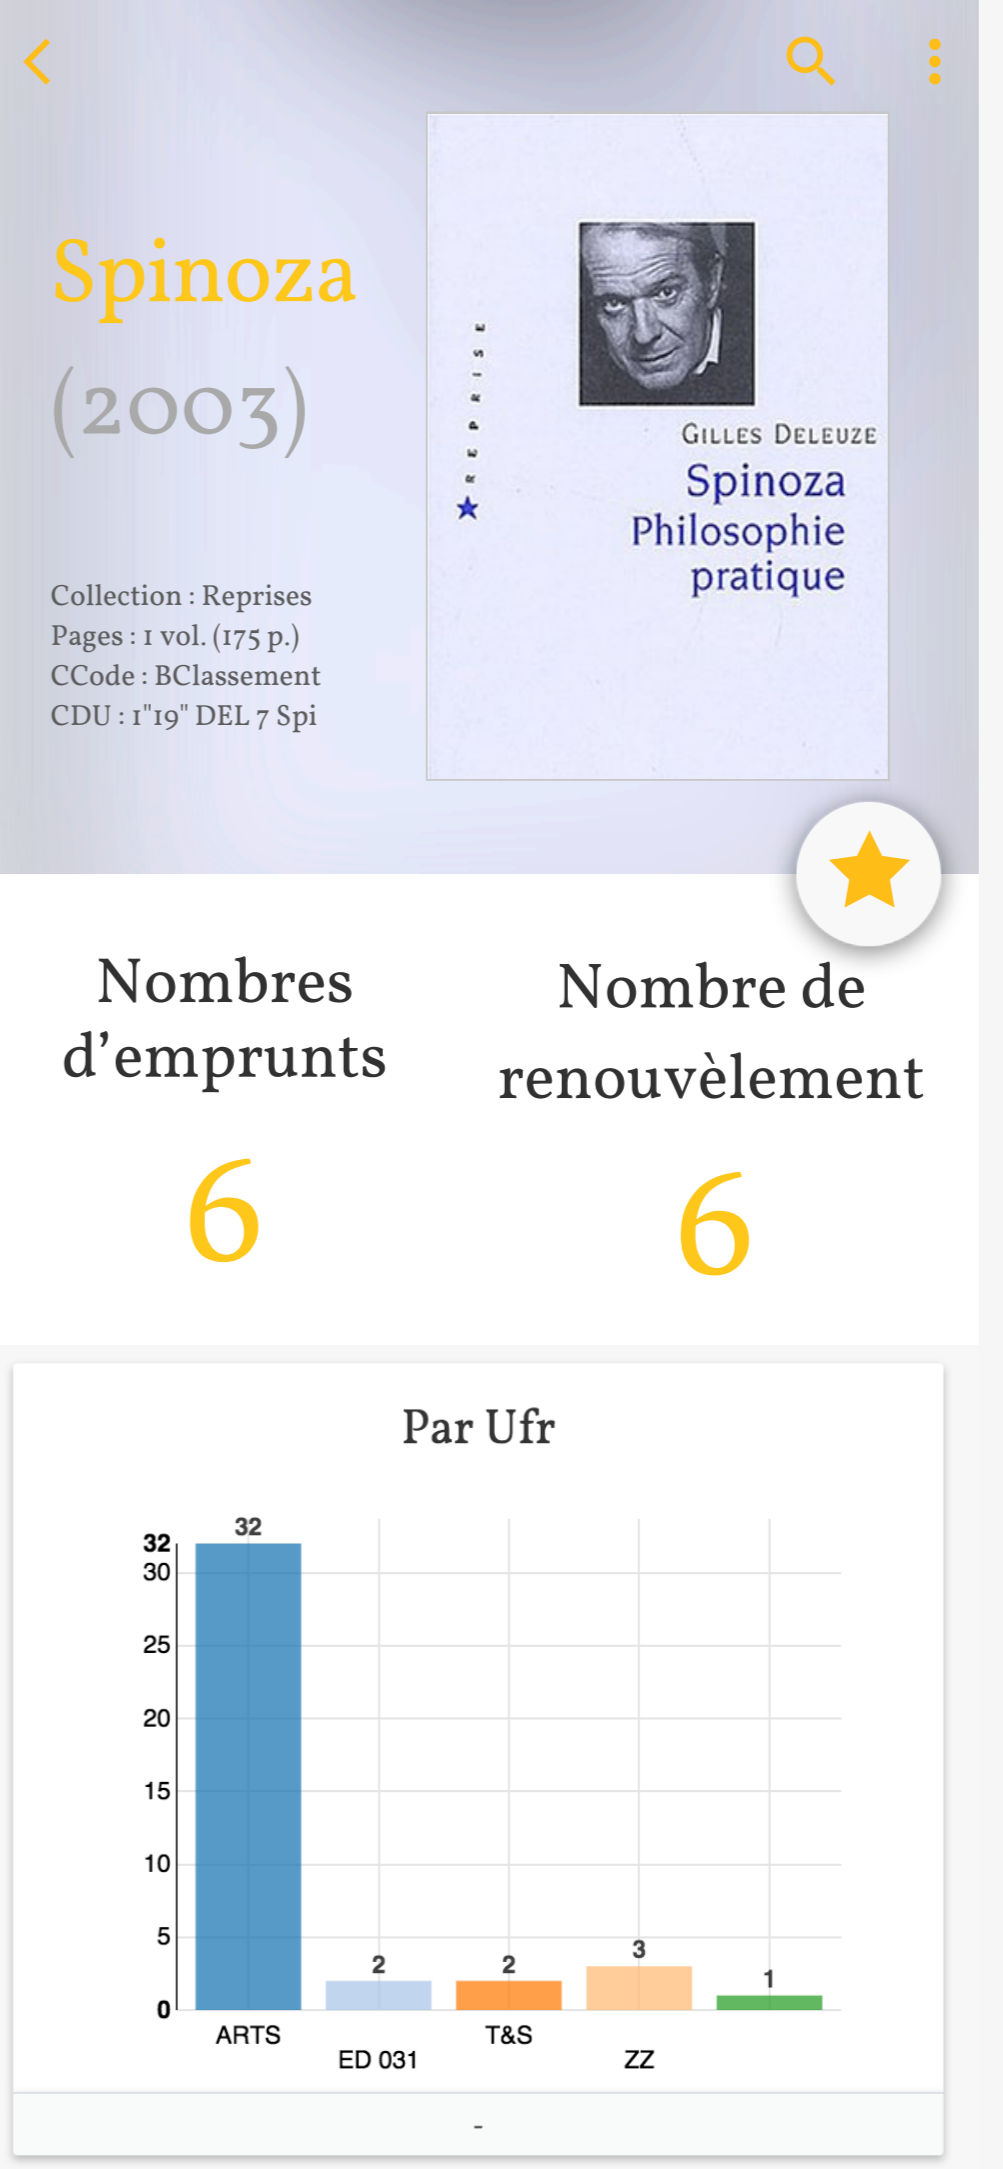 Spinoza
(2003)
Collection : Reprises
Pages : 1 vol. (175 p.)
CCode : BClassement
CDU : 1"19" DEL 7 Spi
REPRISE
GILLES DELEUZE
Spinoza
Philosophie
pratique
Nombres
d’emprunts
6
Nombre de
renouvèlement
6
Par Ufr
32
32
30
25
20
15
10
5
0
2
2
3
1
ARTS
ED 031
T&S
ZZ
-